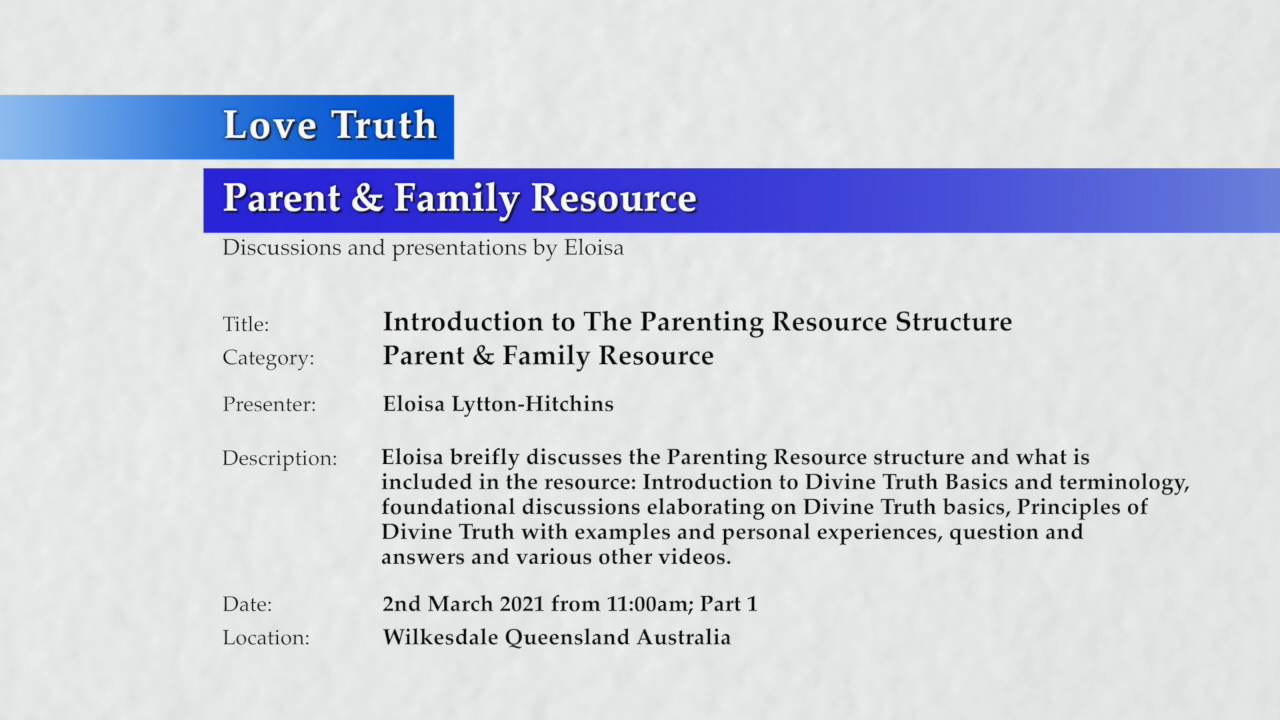 Love Truth
Parent & Family Resource
Discussions and presentations by Eloisa
Title: Introduction to The Parenting Resource Structure
Category: Parent & Family Resource
Presenter: Eloisa Lytton-Hitchins
Description: Eloisa breifly discusses the Parenting Resource structure and what is
included in the resource: Introduction to Divine Truth Basics and terminology,
foundational discussions elaborating on Divine Truth basics, Principles of
Divine Truth with examples and personal experiences, question and
answers and various other videos.
Date: 2nd March 2021 from 11:00am; Part 1
Location: Wilkesdale Queensland Australia